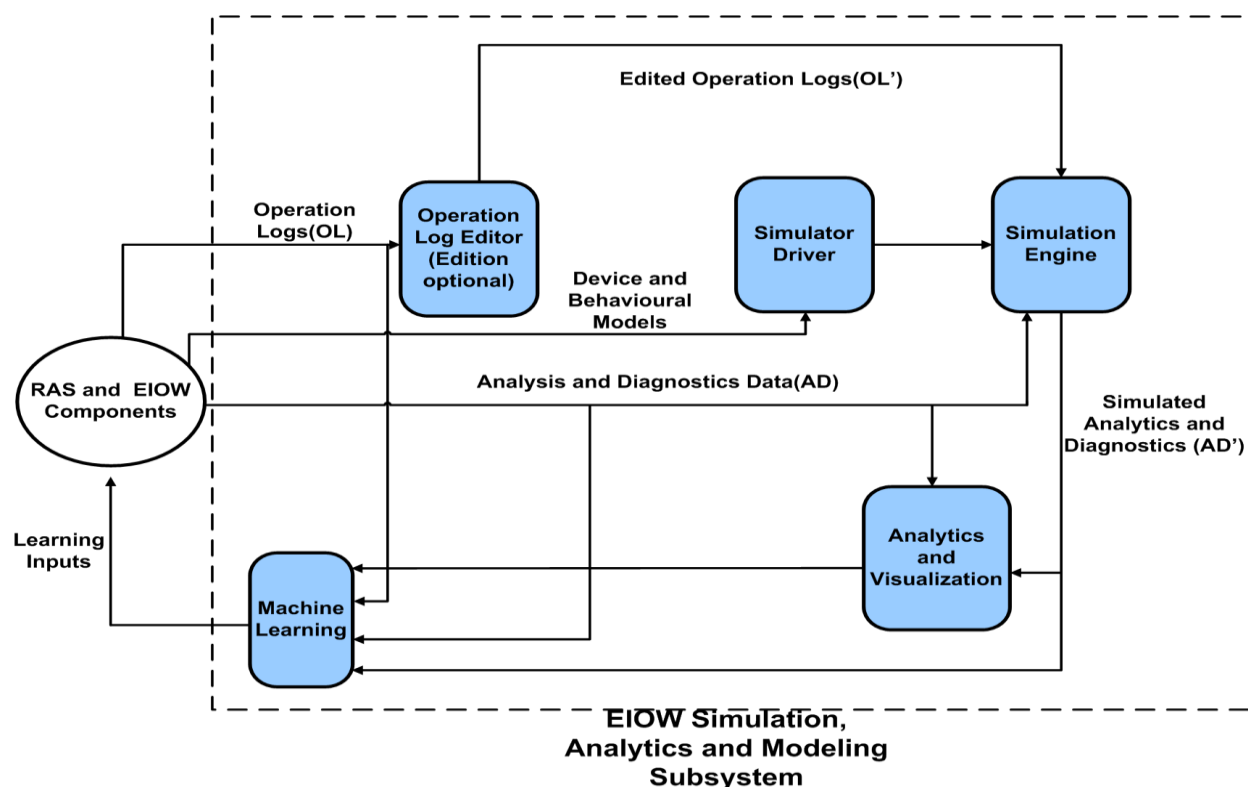 Edited Operation Logs(OL’)
Operation
Logs(OL)
Operation
Log Editor
(Edition
optional)
Simulator
Driver
Simulation
Engine
Device and
Behavioural
Models
RAS and EIOW
Components
Analysis and Diagnostics Data(AD)
Simulated
Analytics and
Diagnostics (AD’)
Learning
Inputs
Analytics
and
Visualization
Machine
Learning
EIOW Simulation,
Analytics and Modeling
Subsystem